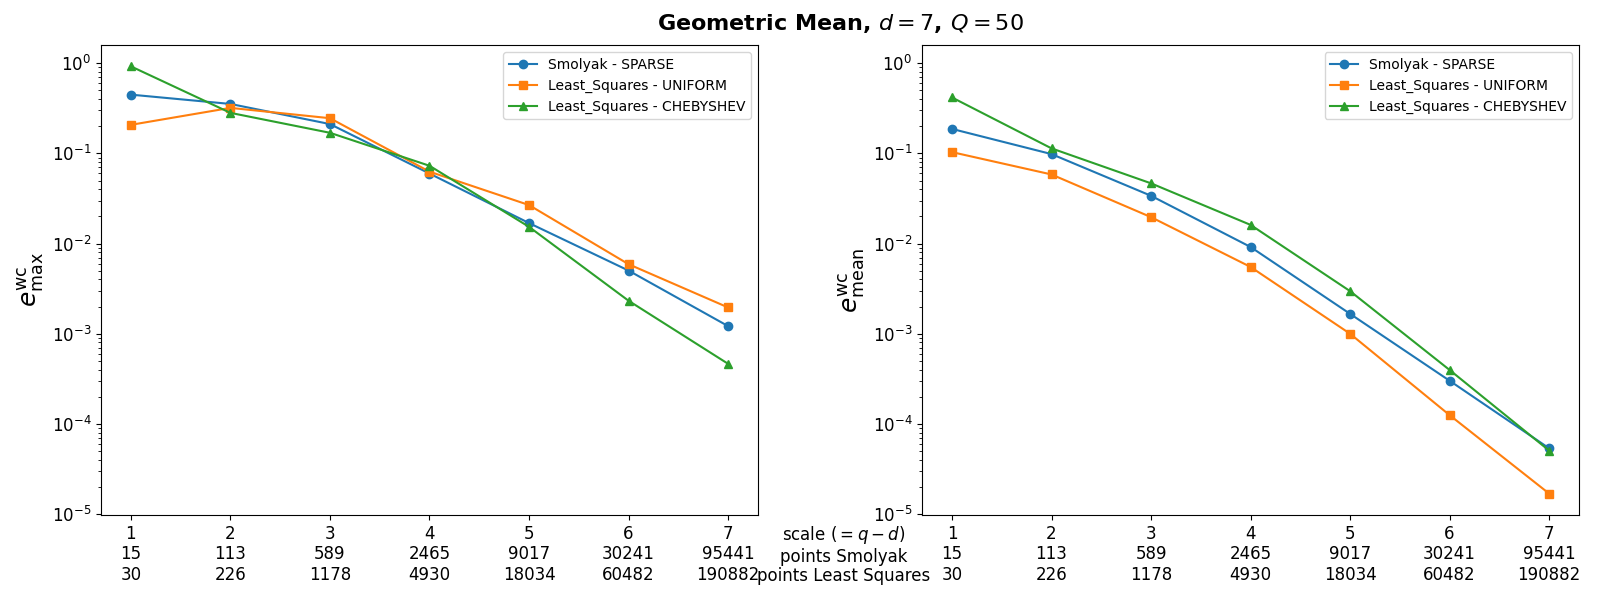 Geometric Mean, d = 7, Q = 50
10⁰
10⁻¹
10⁻²
10⁻³
10⁻⁴
10⁻⁵
e^wc_max
Smolyak - SPARSE
Least_Squares - UNIFORM
Least_Squares - CHEBYSHEV
1 2 3 4 5 6 7
15 113 589 2465 9017 30241 95441
30 226 1178 4930 18034 60482 190882
scale (= q − d)
points Smolyak
points Least Squares
10⁰
10⁻¹
10⁻²
10⁻³
10⁻⁴
10⁻⁵
e^wc_mean
Smolyak - SPARSE
Least_Squares - UNIFORM
Least_Squares - CHEBYSHEV
1 2 3 4 5 6 7
15 113 589 2465 9017 30241 95441
30 226 1178 4930 18034 60482 190882